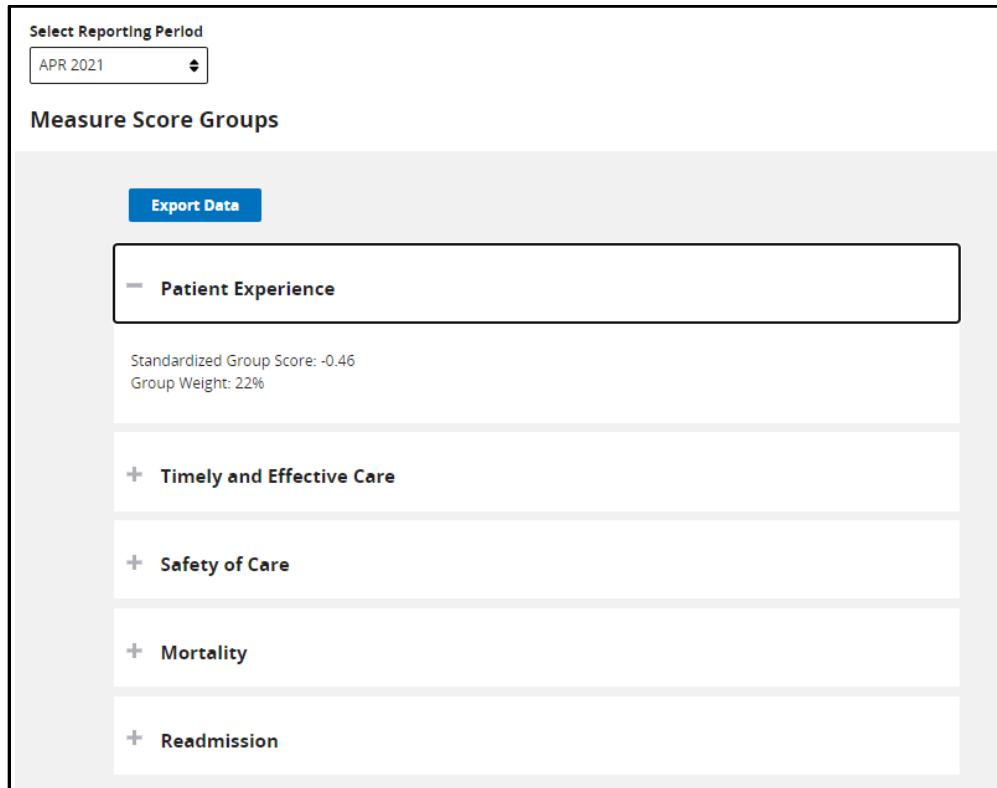 Select Reporting Period
APR 2021
Measure Score Groups
Export Data
Patient Experience
Standardized Group Score: -0.46
Group Weight: 22%
Timely and Effective Care
Safety of Care
Mortality
Readmission